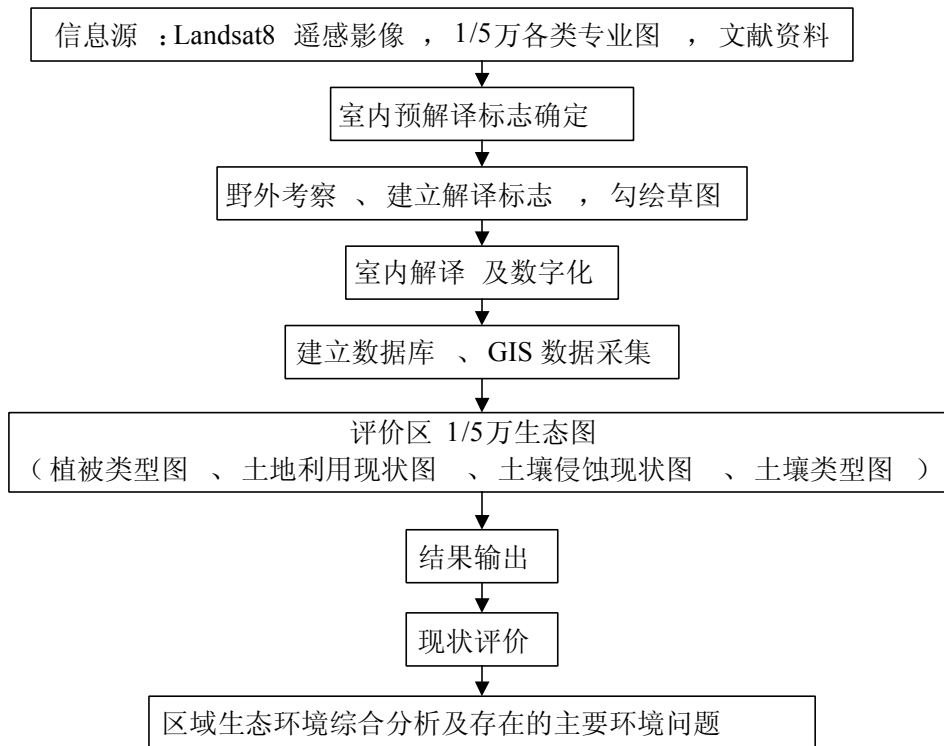 信息源：Landsat8 遥感影像，1/5万各类专业图，文献资料
室内预解译标志确定
野外考察、建立解译标志，勾绘草图
室内解译及数字化
建立数据库、GIS 数据采集
评价区 1/5万生态图
（植被类型图、土地利用现状图、土壤侵蚀现状图、土壤类型图）
结果输出
现状评价
区域生态环境综合分析及存在的主要环境问题